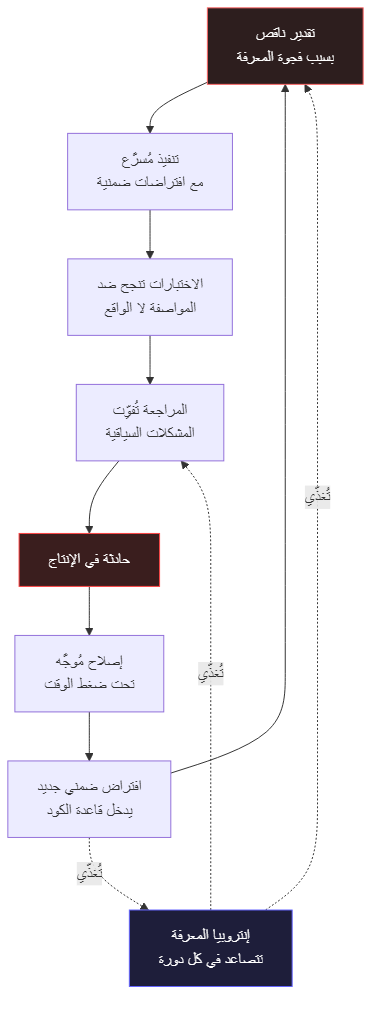 تقدير ناقص
بسبب فجوة المعرفة
تنفيذ مُسرَّع
مع افتراضات ضمنية
الاختبارات تنجح ضد
المواصفة لا الواقع
المراجعة تُفوِّت
المشكلات السياقية
تُغذّي
حادثة في الإنتاج
إصلاح مُوجَّه
تحت ضغط الوقت
تُغذّي
افتراض ضمني جديد
يدخل قاعدة الكود
تُغذّي
إنتروبيا المعرفة
تتصاعد في كل دورة